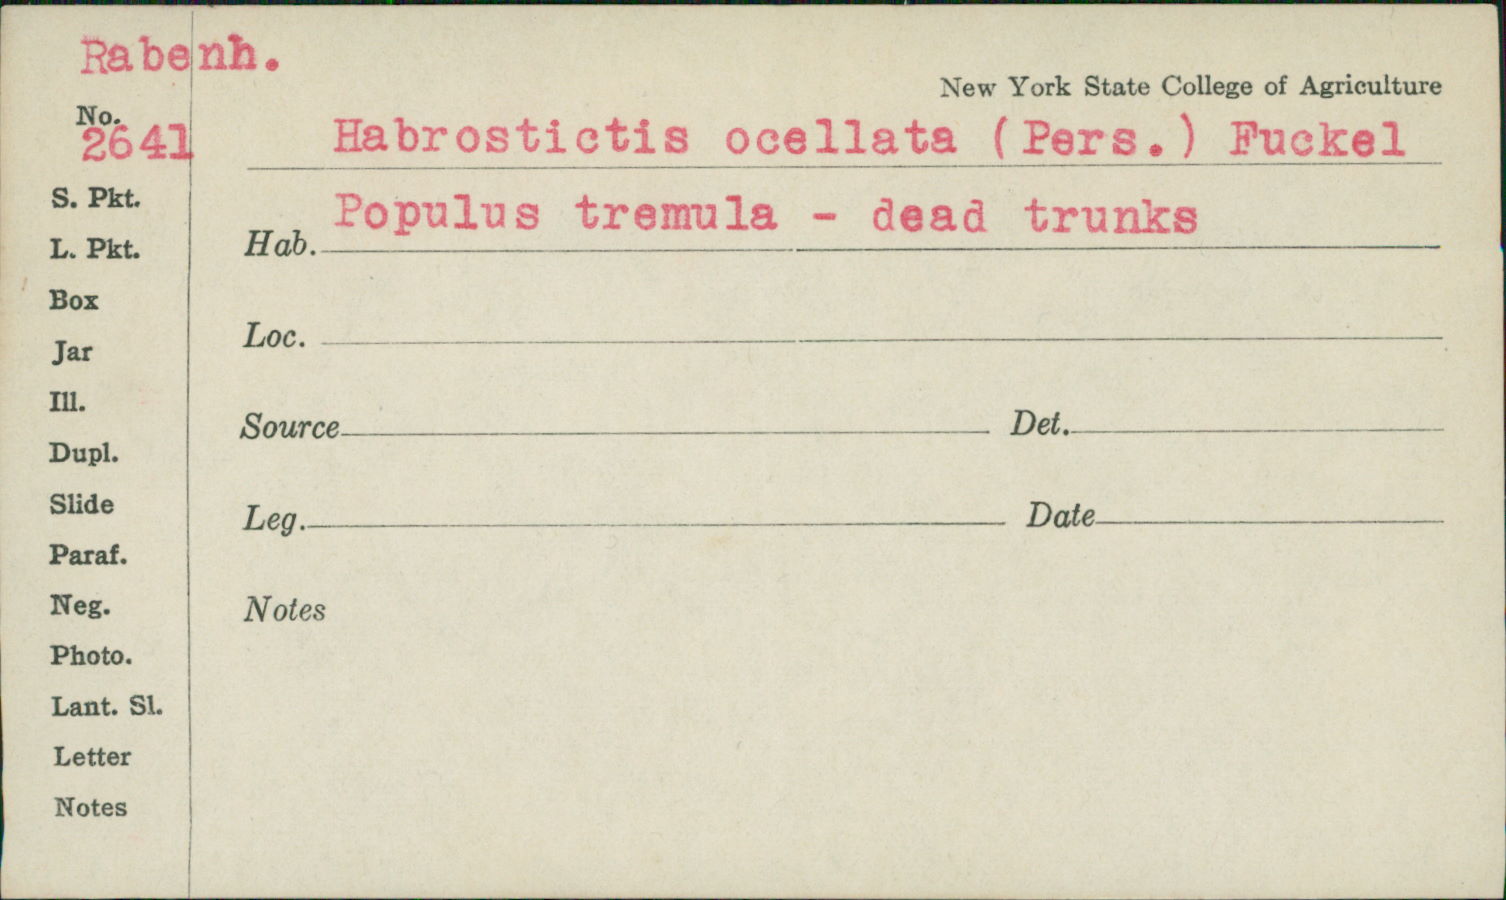 Rabenh.
New York State College of Agriculture
No.
2641
Habrostictis ocellata (Pers.) Fuckel
Populus tremula - dead trunks
S. Pkt.
Hab.
L. Pkt.
Box
Loc.
Jar
Ill.
Source Det.
Dupl.
Slide
Leg. Date
Paraf.
Neg.
Notes
Photo.
Lant. Sl.
Letter
Notes